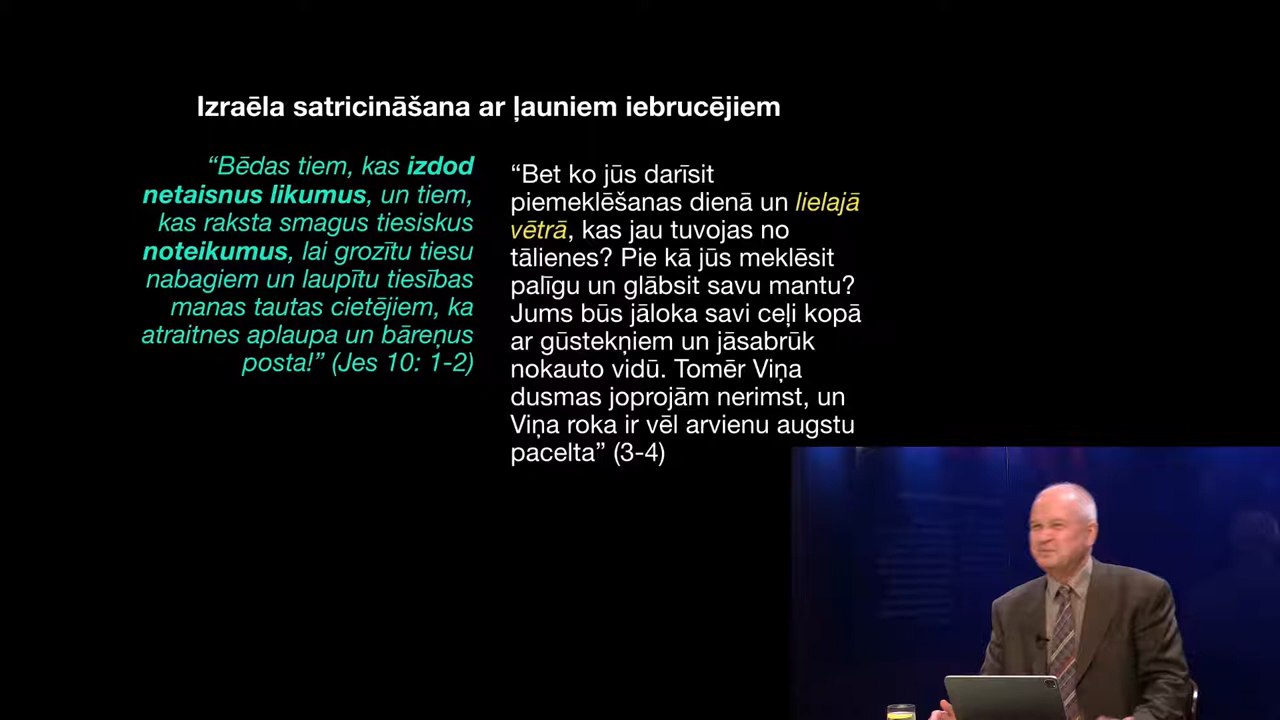 Izraēla satricināšana ar ļauniem iebrucējiem
“Bēdas tiem, kas izdod
netaisnus likumus, un tiem,
kas raksta smagus tiesiskus
noteikumus, lai grozītu tiesu
nabagiem un laupītu tiesības
manas tautas cietējiem, ka
atraitnes aplaupa un bāreņus
posta!” (Jes 10: 1-2)
“Bet ko jūs darīsit
piemeklēšanas dienā un lielajā
vētrā, kas jau tuvojas no
tālienes? Pie kā jūs meklēsit
palīgu un glābsit savu mantu?
Jums būs jāloka savi ceļi kopā
ar gūstekņiem un jāsabrūk
nokauto vidū. Tomēr Viņa
dusmas joprojām nerimst, un
Viņa roka ir vēl arvienu augstu
pacelta” (3-4)